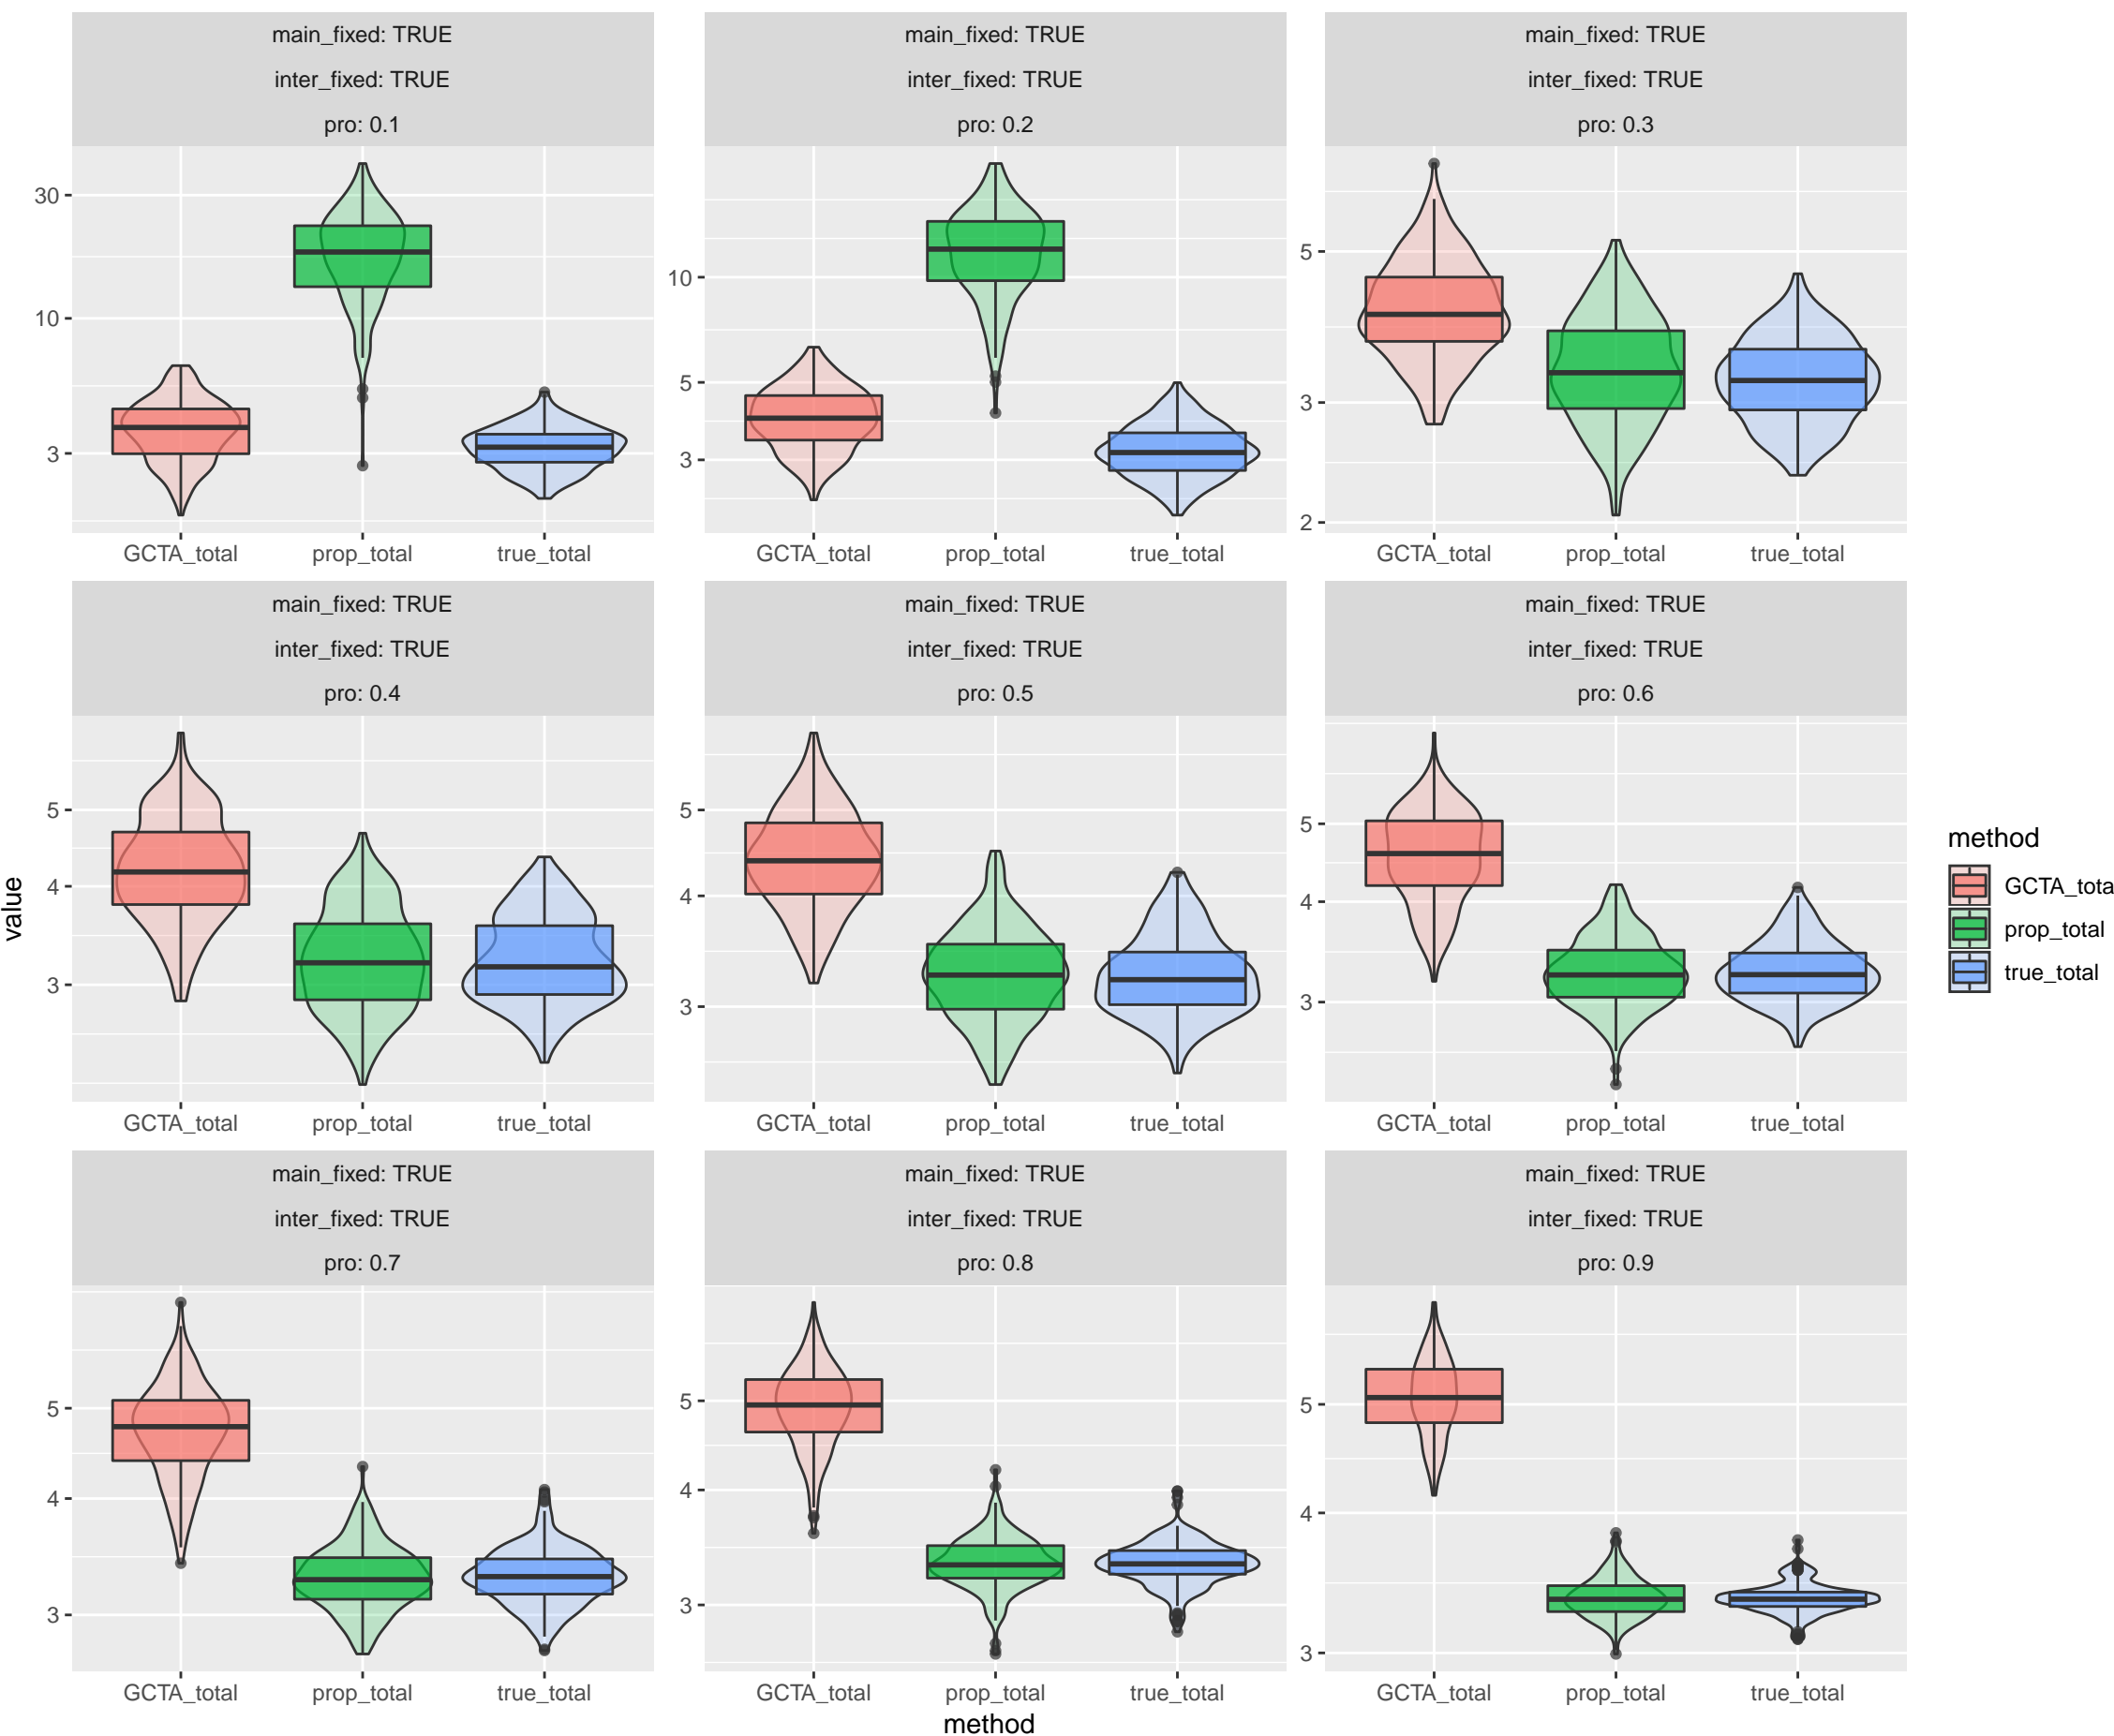 main_fixed: TRUE
inter_fixed: TRUE
pro: 0.1
main_fixed: TRUE
inter_fixed: TRUE
pro: 0.2
main_fixed: TRUE
inter_fixed: TRUE
pro: 0.3
30
10
3
10
5
3
5
3
2
GCTA_total
prop_total
true_total
GCTA_total
prop_total
true_total
GCTA_total
prop_total
true_total
main_fixed: TRUE
inter_fixed: TRUE
pro: 0.4
main_fixed: TRUE
inter_fixed: TRUE
pro: 0.5
main_fixed: TRUE
inter_fixed: TRUE
pro: 0.6
value
5
4
3
5
4
3
5
4
3
GCTA_total
prop_total
true_total
GCTA_total
prop_total
true_total
GCTA_total
prop_total
true_total
method
GCTA_tota
prop_total
true_total
main_fixed: TRUE
inter_fixed: TRUE
pro: 0.7
main_fixed: TRUE
inter_fixed: TRUE
pro: 0.8
main_fixed: TRUE
inter_fixed: TRUE
pro: 0.9
5
4
3
5
4
3
5
4
3
GCTA_total
prop_total
true_total
GCTA_total
prop_total
true_total
GCTA_total
prop_total
true_total
method